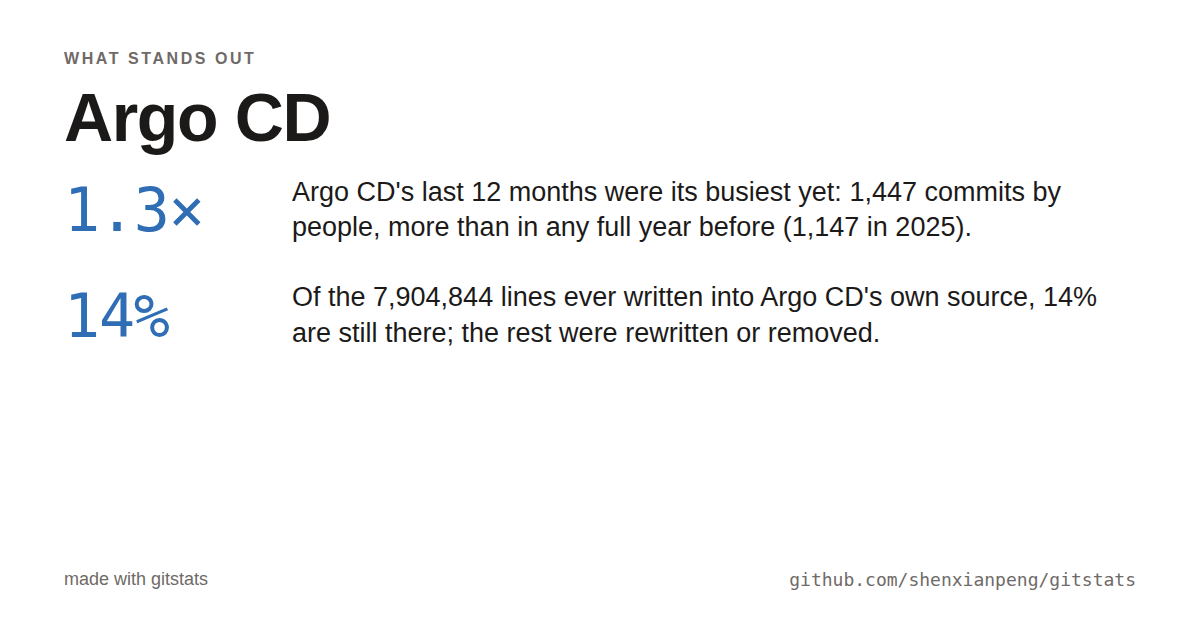 WHAT STANDS OUT
Argo CD
1.3×
Argo CD's last 12 months were its busiest yet: 1,447 commits by
people, more than in any full year before (1,147 in 2025).
14%
Of the 7,904,844 lines ever written into Argo CD's own source, 14%
are still there; the rest were rewritten or removed.
made with gitstats
github.com/shenxianpeng/gitstats